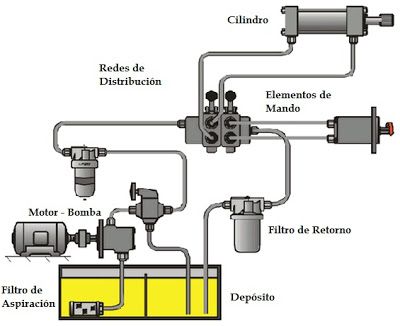 Cilindro
Redes de
Distribución
Elementos de
Mando
Motor - Bomba
Filtro de Retorno
Filtro de
Aspiración
Depósito